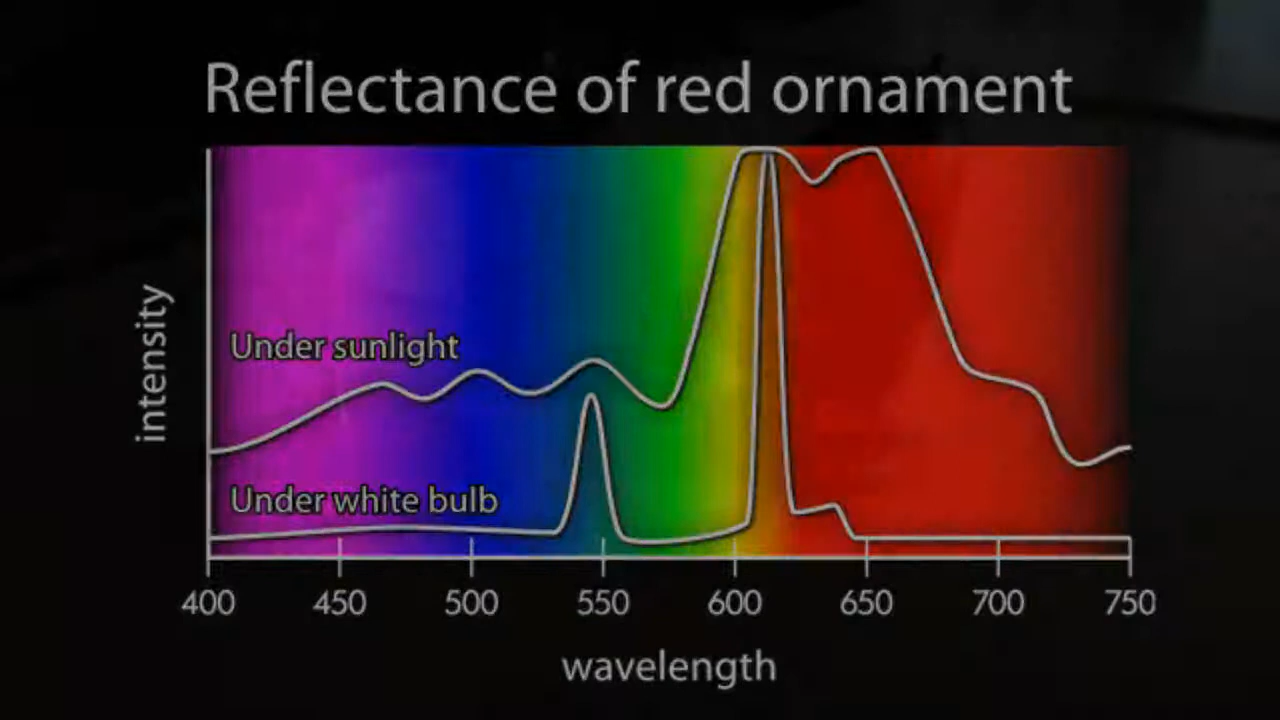 Reflectance of red ornament
intensity
Under sunlight
Under white bulb
400 450 500 550 600 650 700 750
wavelength